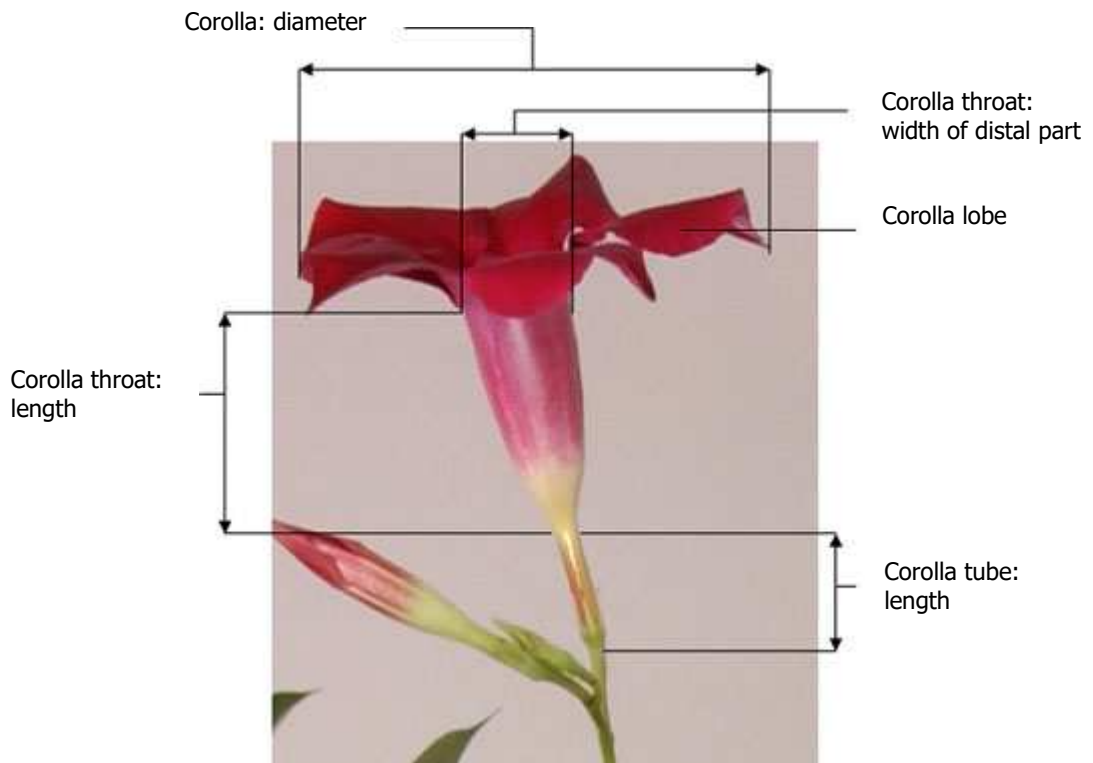 Corolla: diameter
Corolla throat:
width of distal part
Corolla lobe
Corolla throat:
length
Corolla tube:
length